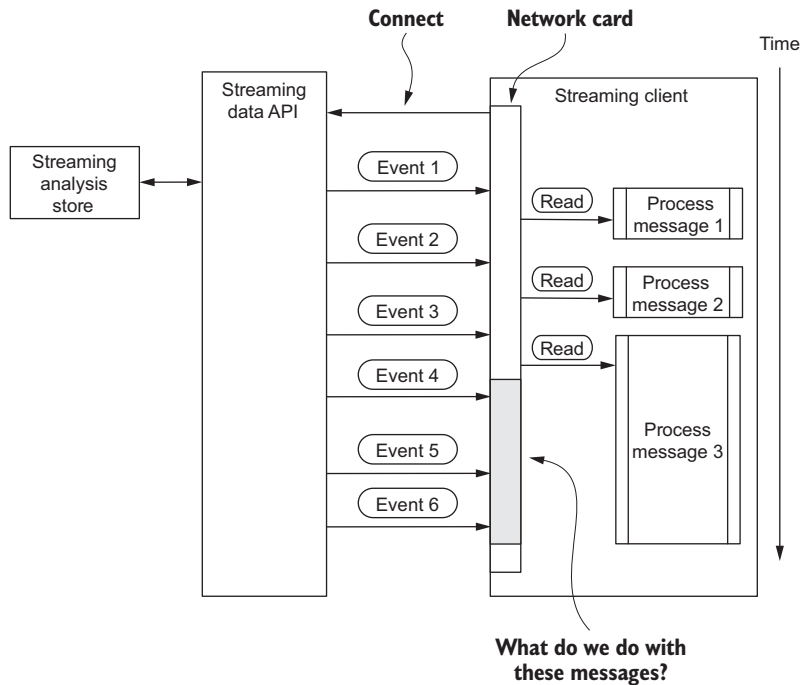 Connect
Network card
Time
Streaming
data API
Streaming client
Streaming
analysis
store
Event 1
Read
Process
message 1
Event 2
Read
Process
message 2
Event 3
Read
Event 4
Process
message 3
Event 5
Event 6
What do we do with
these messages?